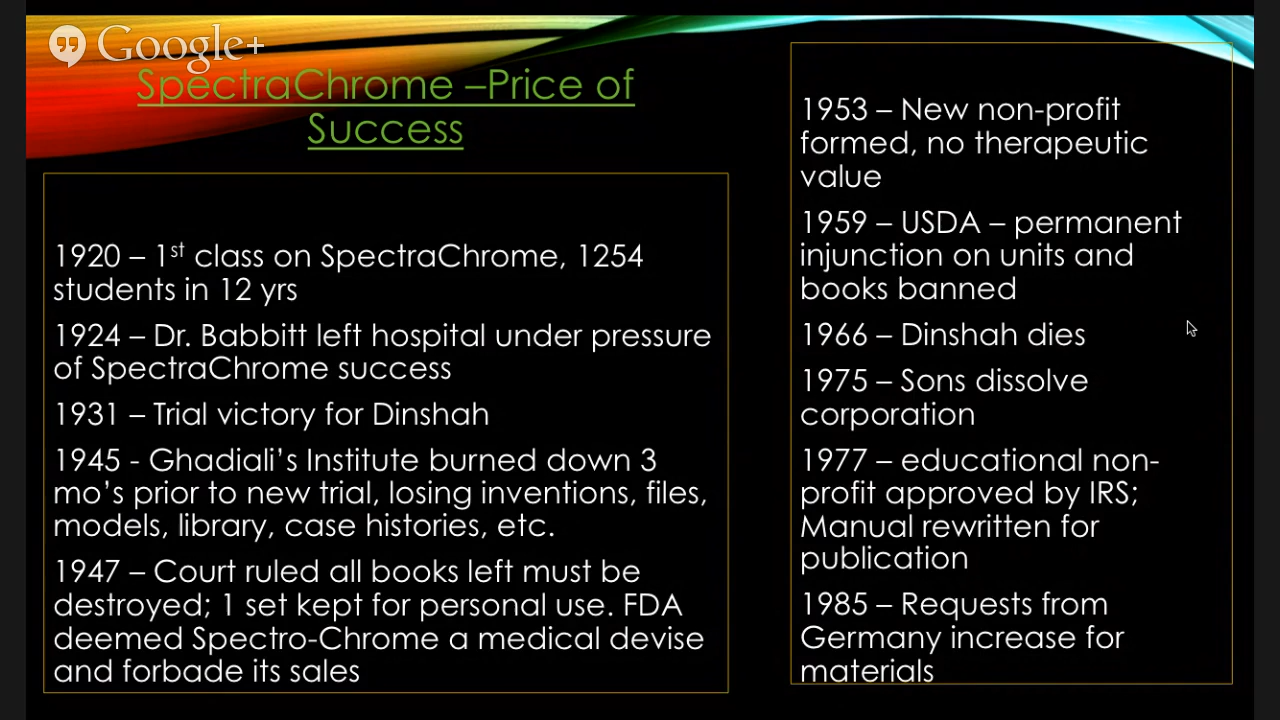 Google+
SpectraChrome –Price of
Success
1920 – 1st class on SpectraChrome, 1254
students in 12 yrs
1924 – Dr. Babbitt left hospital under pressure
of SpectraChrome success
1931 – Trial victory for Dinshah
1945 - Ghadiali’s Institute burned down 3
mo’s prior to new trial, losing inventions, files,
models, library, case histories, etc.
1947 – Court ruled all books left must be
destroyed; 1 set kept for personal use. FDA
deemed Spectro-Chrome a medical devise
and forbade its sales
1953 – New non-profit
formed, no therapeutic
value
1959 – USDA – permanent
injunction on units and
books banned
1966 – Dinshah dies
1975 – Sons dissolve
corporation
1977 – educational non-
profit approved by IRS;
Manual rewritten for
publication
1985 – Requests from
Germany increase for
materials